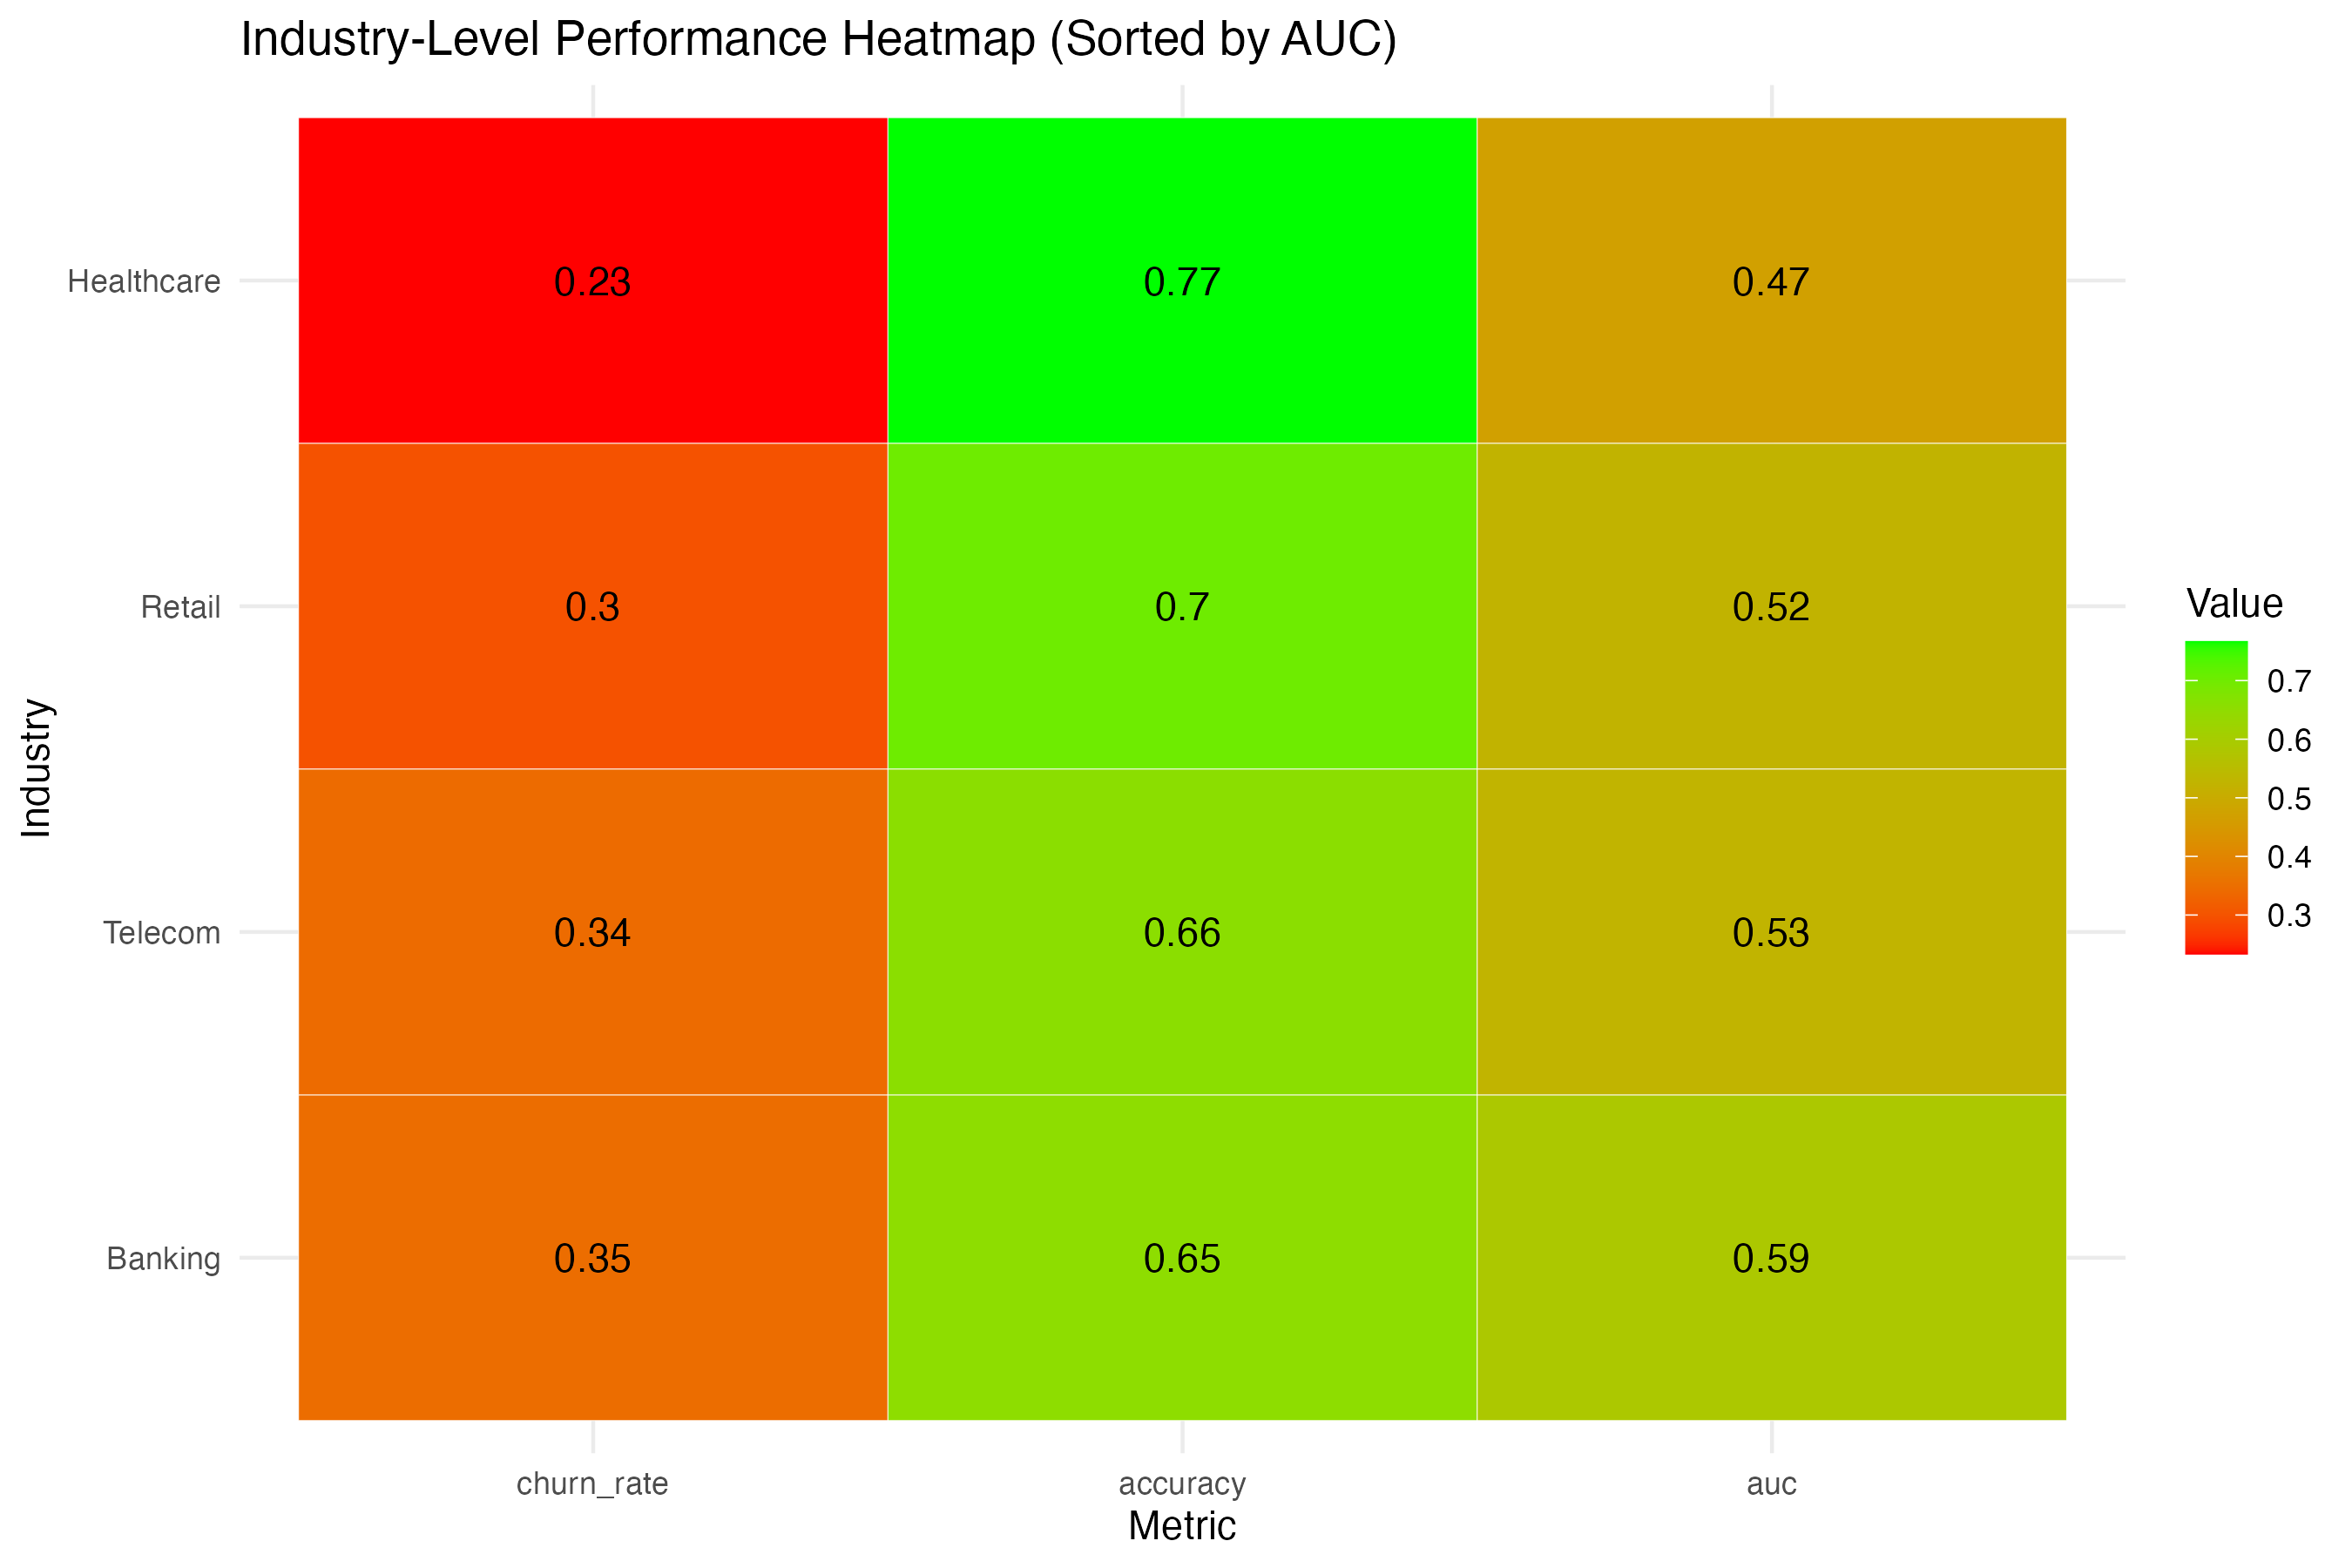 Industry-Level Performance Heatmap (Sorted by AUC)
Industry
Healthcare 0.23 0.77 0.47
Retail 0.3 0.7 0.52
Telecom 0.34 0.66 0.53
Banking 0.35 0.65 0.59
churn_rate accuracy auc
Metric
Value
0.7
0.6
0.5
0.4
0.3